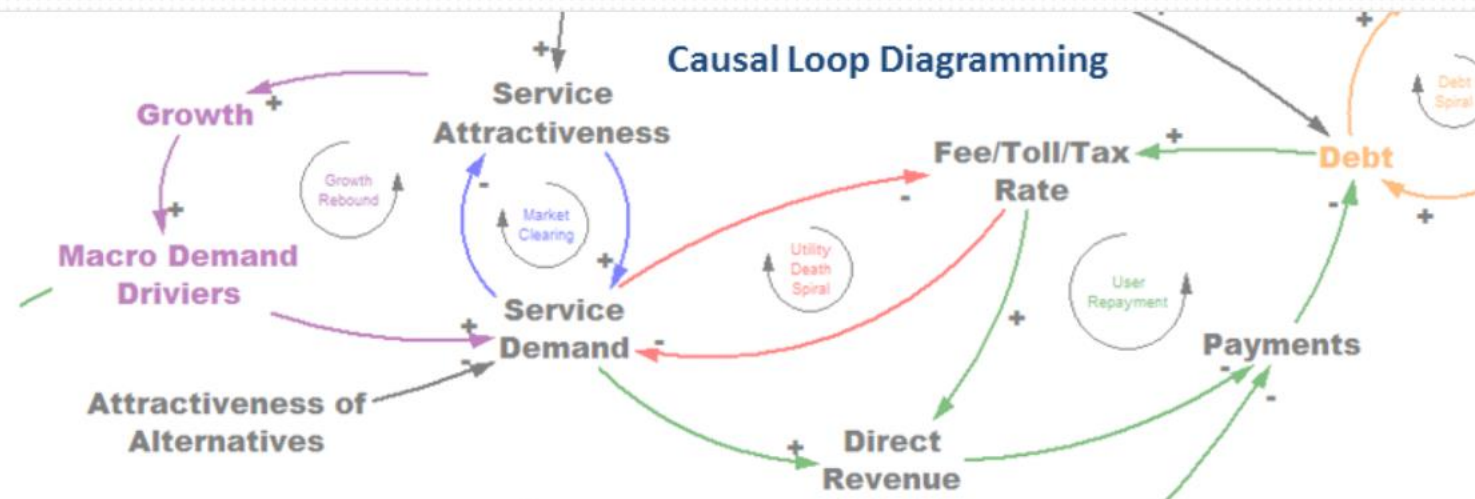 Causal Loop Diagramming
+
Service
Attractiveness
Growth
+
Growth
Rebound
+
Macro Demand
Driviers
-
Market
Clearing
+
Service
Demand
+
-
-
Attractiveness of
Alternatives
Fee/Toll/Tax
Rate
-
Utility
Death
Spiral
+
+
Debt
+
Debt
Spiral
+
-
User
Repayment
+
Payments
-
-
Direct
Revenue